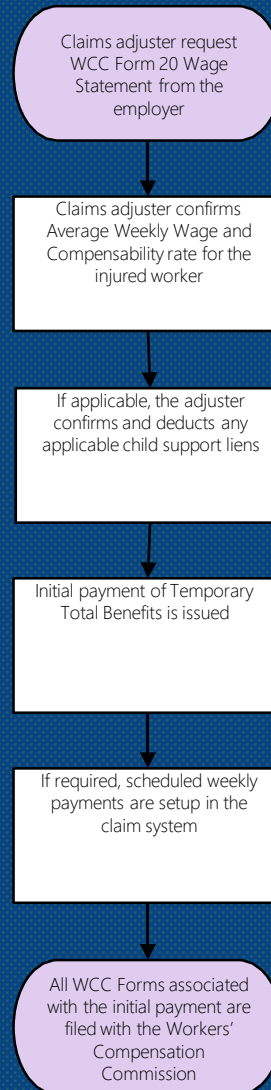 Claims adjuster request
WCC Form 20 Wage
Statement from the
employer
Claims adjuster confirms
Average Weekly Wage and
Compensability rate for the
injured worker
If applicable, the adjuster
confirms and deducts any
applicable child support liens
Initial payment of Temporary
Total Benefits is issued
If required, scheduled weekly
payments are setup in the
claim system
All WCC Forms associated
with the initial payment are
filed with the Workers’
Compensation
Commission